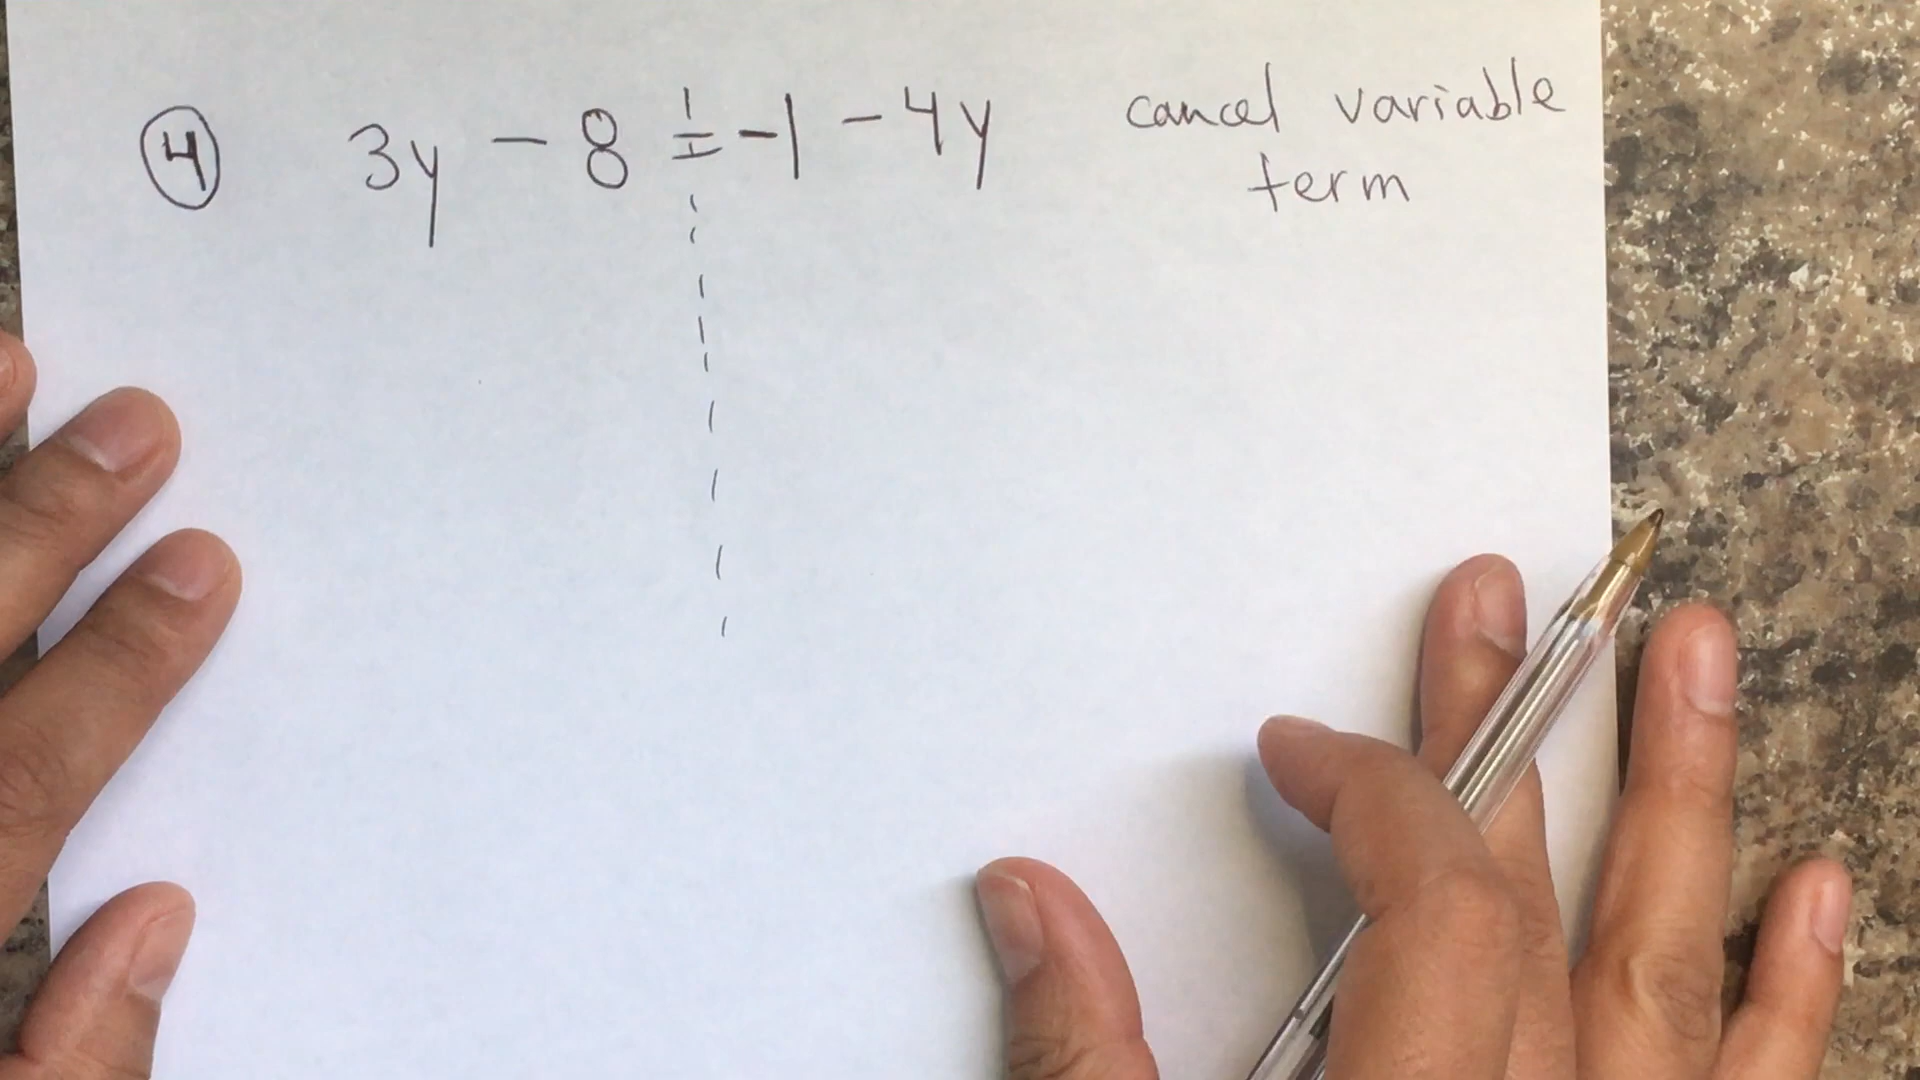 4 3y - 8 = -1 - 4y
cancel variable
term